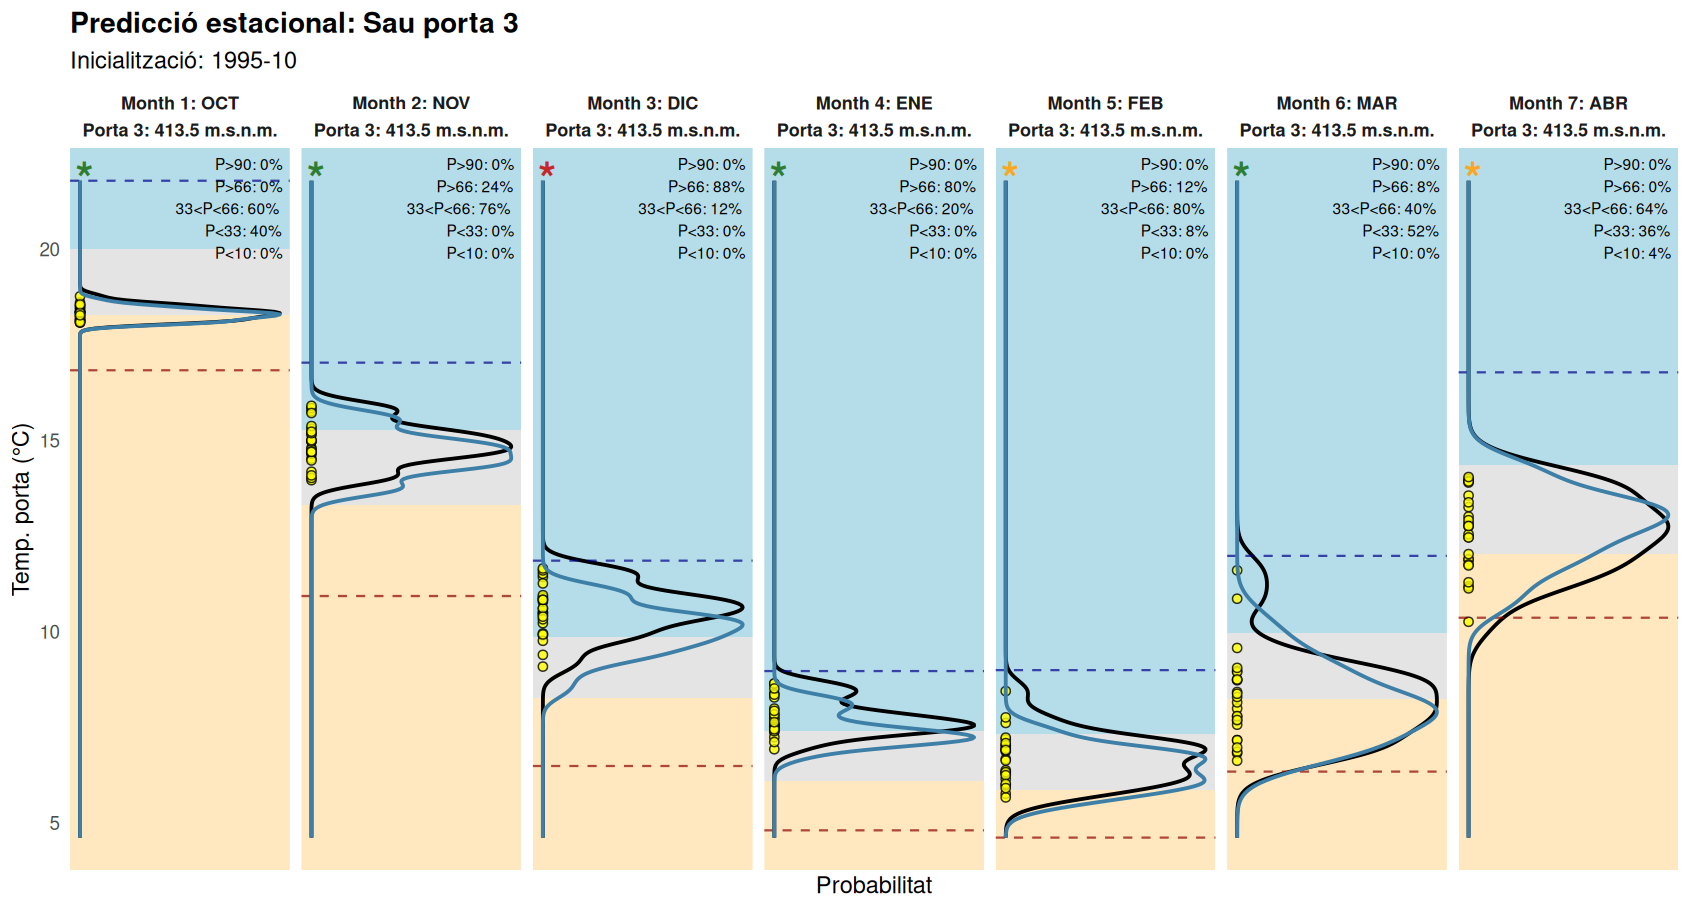 Predicció estacional: Sau porta 3
Inicialització: 1995-10
Month 1: OCT
Porta 3: 413.5 m.s.n.m.
Month 2: NOV
Porta 3: 413.5 m.s.n.m.
Month 3: DIC
Porta 3: 413.5 m.s.n.m.
Month 4: ENE
Porta 3: 413.5 m.s.n.m.
Month 5: FEB
Porta 3: 413.5 m.s.n.m.
Month 6: MAR
Porta 3: 413.5 m.s.n.m.
Month 7: ABR
Porta 3: 413.5 m.s.n.m.
*
P>90: 0%
P>66: 0%
33<P<66: 60%
P<33: 40%
P<10: 0%
*
P>90: 0%
P>66: 24%
33<P<66: 76%
P<33: 0%
P<10: 0%
*
P>90: 0%
P>66: 88%
33<P<66: 12%
P<33: 0%
P<10: 0%
*
P>90: 0%
P>66: 80%
33<P<66: 20%
P<33: 0%
P<10: 0%
*
P>90: 0%
P>66: 12%
33<P<66: 80%
P<33: 8%
P<10: 0%
*
P>90: 0%
P>66: 8%
33<P<66: 40%
P<33: 52%
P<10: 0%
*
P>90: 0%
P>66: 0%
33<P<66: 64%
P<33: 36%
P<10: 4%
Temp. porta (°C)
20
15
10
5
Probabilitat